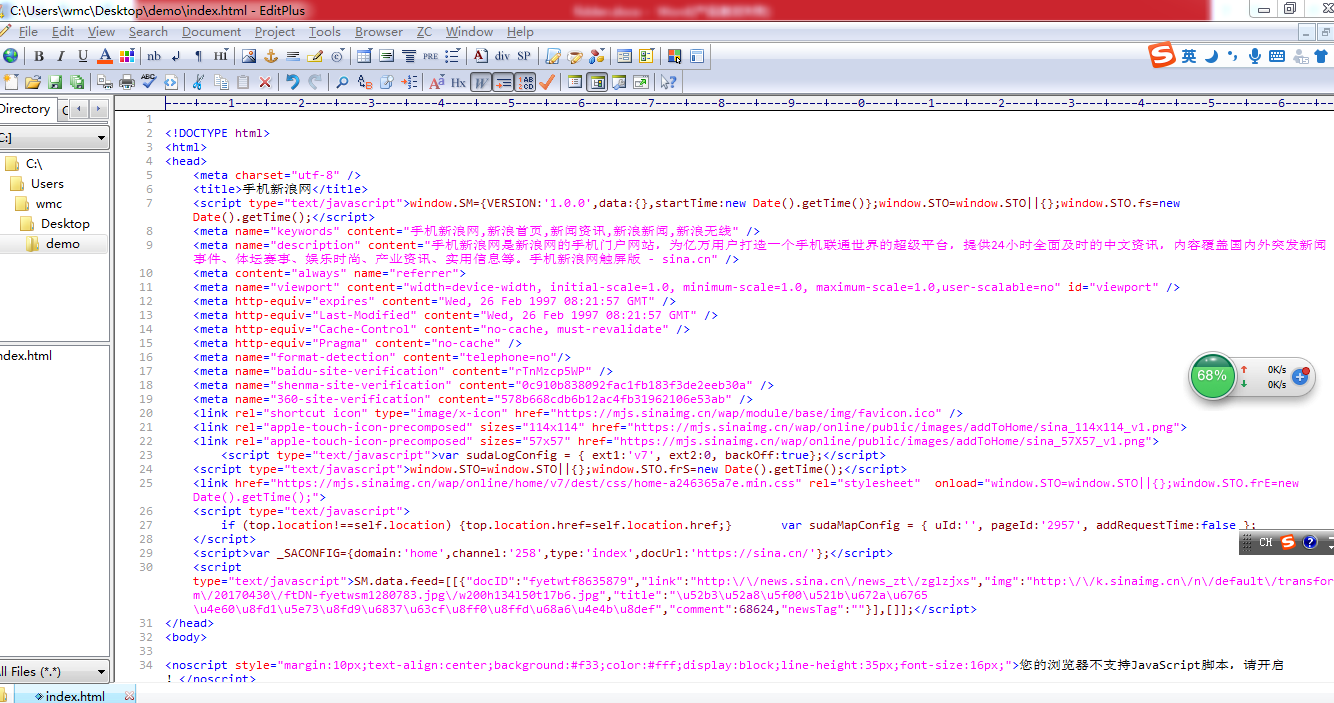 C:\Users\wmc\Desktop\demo\index.html - EditPlus
File Edit View Search Document Project Tools Browser ZC Window Help
B I U A nb ¶ HI PRE A div SP
ABC A Hx W
英
Directory C
C:]
C:\
Users
wmc
Desktop
demo
ndex.html
ll Files (*.*)
index.html
----+----1----+----2----+----3----+----4----+----5----+----6----+----7----+----8----+----9----+----0----+----1----+----2----+----3----+----4----+----5----+----6----+-
1
2 <!DOCTYPE html>
3 <html>
4 <head>
5 <meta charset="utf-8" />
6 <title>手机新浪网</title>
7 <script type="text/javascript">window.SM={VERSION:'1.0.0',data:{},startTime:new Date().getTime()};window.STO=window.STO||{};window.STO.fs=new
Date().getTime();</script>
8 <meta name="keywords" content="手机新浪网,新浪首页,新闻资讯,新浪新闻,新浪无线" />
9 <meta name="description" content="手机新浪网是新浪网的手机门户网站，为亿万用户打造一个手机联通世界的超级平台，提供24小时全面及时的中文资讯，内容覆盖国内外突发新闻
事件、体坛赛事、娱乐时尚、产业资讯、实用信息等。手机新浪网触屏版 - sina.cn" />
10 <meta content="always" name="referrer">
11 <meta name="viewport" content="width=device-width, initial-scale=1.0, minimum-scale=1.0, maximum-scale=1.0,user-scalable=no" id="viewport" />
12 <meta http-equiv="expires" content="Wed, 26 Feb 1997 08:21:57 GMT" />
13 <meta http-equiv="Last-Modified" content="Wed, 26 Feb 1997 08:21:57 GMT" />
14 <meta http-equiv="Cache-Control" content="no-cache, must-revalidate" />
15 <meta http-equiv="Pragma" content="no-cache" />
16 <meta name="format-detection" content="telephone=no"/>
17 <meta name="baidu-site-verification" content="rTnMzcp5WP" />
18 <meta name="shenma-site-verification" content="0c910b838092fac1fb183f3de2eeb30a" />
19 <meta name="360-site-verification" content="578b668cdb6b12ac4fb31962106e53ab" />
20 <link rel="shortcut icon" type="image/x-icon" href="https://mjs.sinaimg.cn/wap/module/base/img/favicon.ico" />
21 <link rel="apple-touch-icon-precomposed" sizes="114x114" href="https://mjs.sinaimg.cn/wap/online/public/images/addToHome/sina_114x114_v1.png">
22 <link rel="apple-touch-icon-precomposed" sizes="57x57" href="https://mjs.sinaimg.cn/wap/online/public/images/addToHome/sina_57X57_v1.png">
23 <script type="text/javascript">var sudaLogConfig = { ext1:'v7', ext2:0, backOff:true};</script>
24 <script type="text/javascript">window.STO=window.STO||{};window.STO.frS=new Date().getTime();</script>
25 <link href="https://mjs.sinaimg.cn/wap/online/home/v7/dest/css/home-a246365a7e.min.css" rel="stylesheet" onload="window.STO=window.STO||{};window.STO.frE=new
Date().getTime();">
26 <script type="text/javascript">
27 if (top.location!==self.location) {top.location.href=self.location.href;} var sudaMapConfig = { uId:'', pageId:'2957', addRequestTime:false };
28 </script>
29 <script>var _SACONFIG={domain:'home',channel:'258',type:'index',docUrl:'https://sina.cn/'};</script>
30 <script
type="text/javascript">SM.data.feed=[[{"docID":"fyetwtf8635879","link":"http:\/\/news.sina.cn\/news_zt\/zglzjxs","img":"http:\/\/k.sinaimg.cn\/n\/default\/transfor
m\/20170430\/ftDN-fyetwsm1280783.jpg\/w200h134l50t17b6.jpg","title":"\u52b3\u52a8\u5f00\u521b\u672a\u6765
\u4e60\u8fd1\u5e73\u8fd9\u6837\u63cf\u8ff0\u8ffd\u68a6\u4e4b\u8def","comment":68624,"newsTag":""}],[]];</script>
31 </head>
32 <body>
33
34 <noscript style="margin:10px;text-align:center;background:#f33;color:#fff;display:block;line-height:35px;font-size:16px;">您的浏览器不支持JavaScript脚本，请开启
！</noscript>
68% 0K/s
0K/s
CH S ?